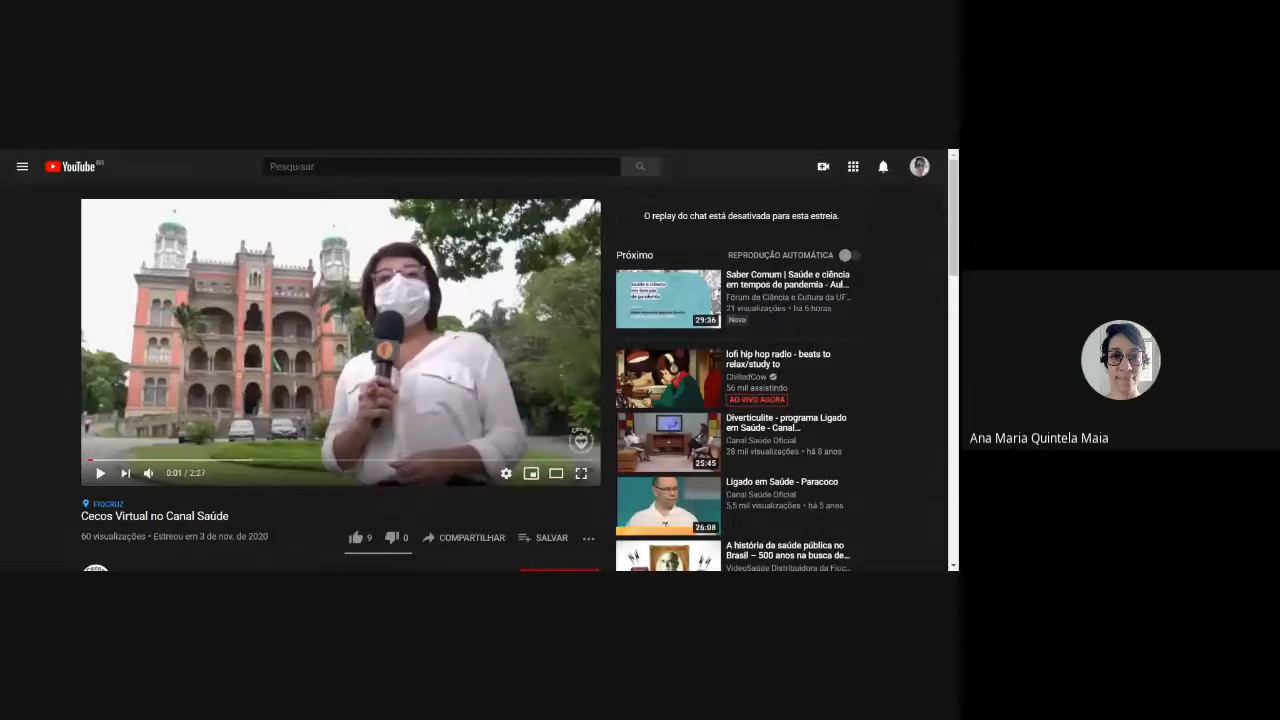 YouTube BR
Pesquisar
O replay do chat está desativada para esta estreia.
Próximo
REPRODUÇÃO AUTOMÁTICA
Saber Comum | Saúde e ciência
em tempos de pandemia - Aul...
Fórum de Ciência e Cultura da UF...
21 visualizações • há 6 horas
Novo
29:36
lofi hip hop radio - beats to
relax/study to
ChilledCow
56 mil assistindo
AO VIVO AGORA
Diverticulite - programa Ligado
em Saúde - Canal...
Canal Saúde Oficial
28 mil visualizações • há 8 anos
25:45
Ligado em Saúde - Paracoco
Canal Saúde Oficial
5,5 mil visualizações • há 5 anos
26:08
A história da saúde pública no
Brasil – 500 anos na busca de...
VideoSaúde Distribuidora da Fioc...
0:01 / 2:27
FIOCRUZ
Cecos Virtual no Canal Saúde
60 visualizações • Estreou em 3 de nov. de 2020
9
0
COMPARTILHAR
SALVAR
Ana Maria Quintela Maia